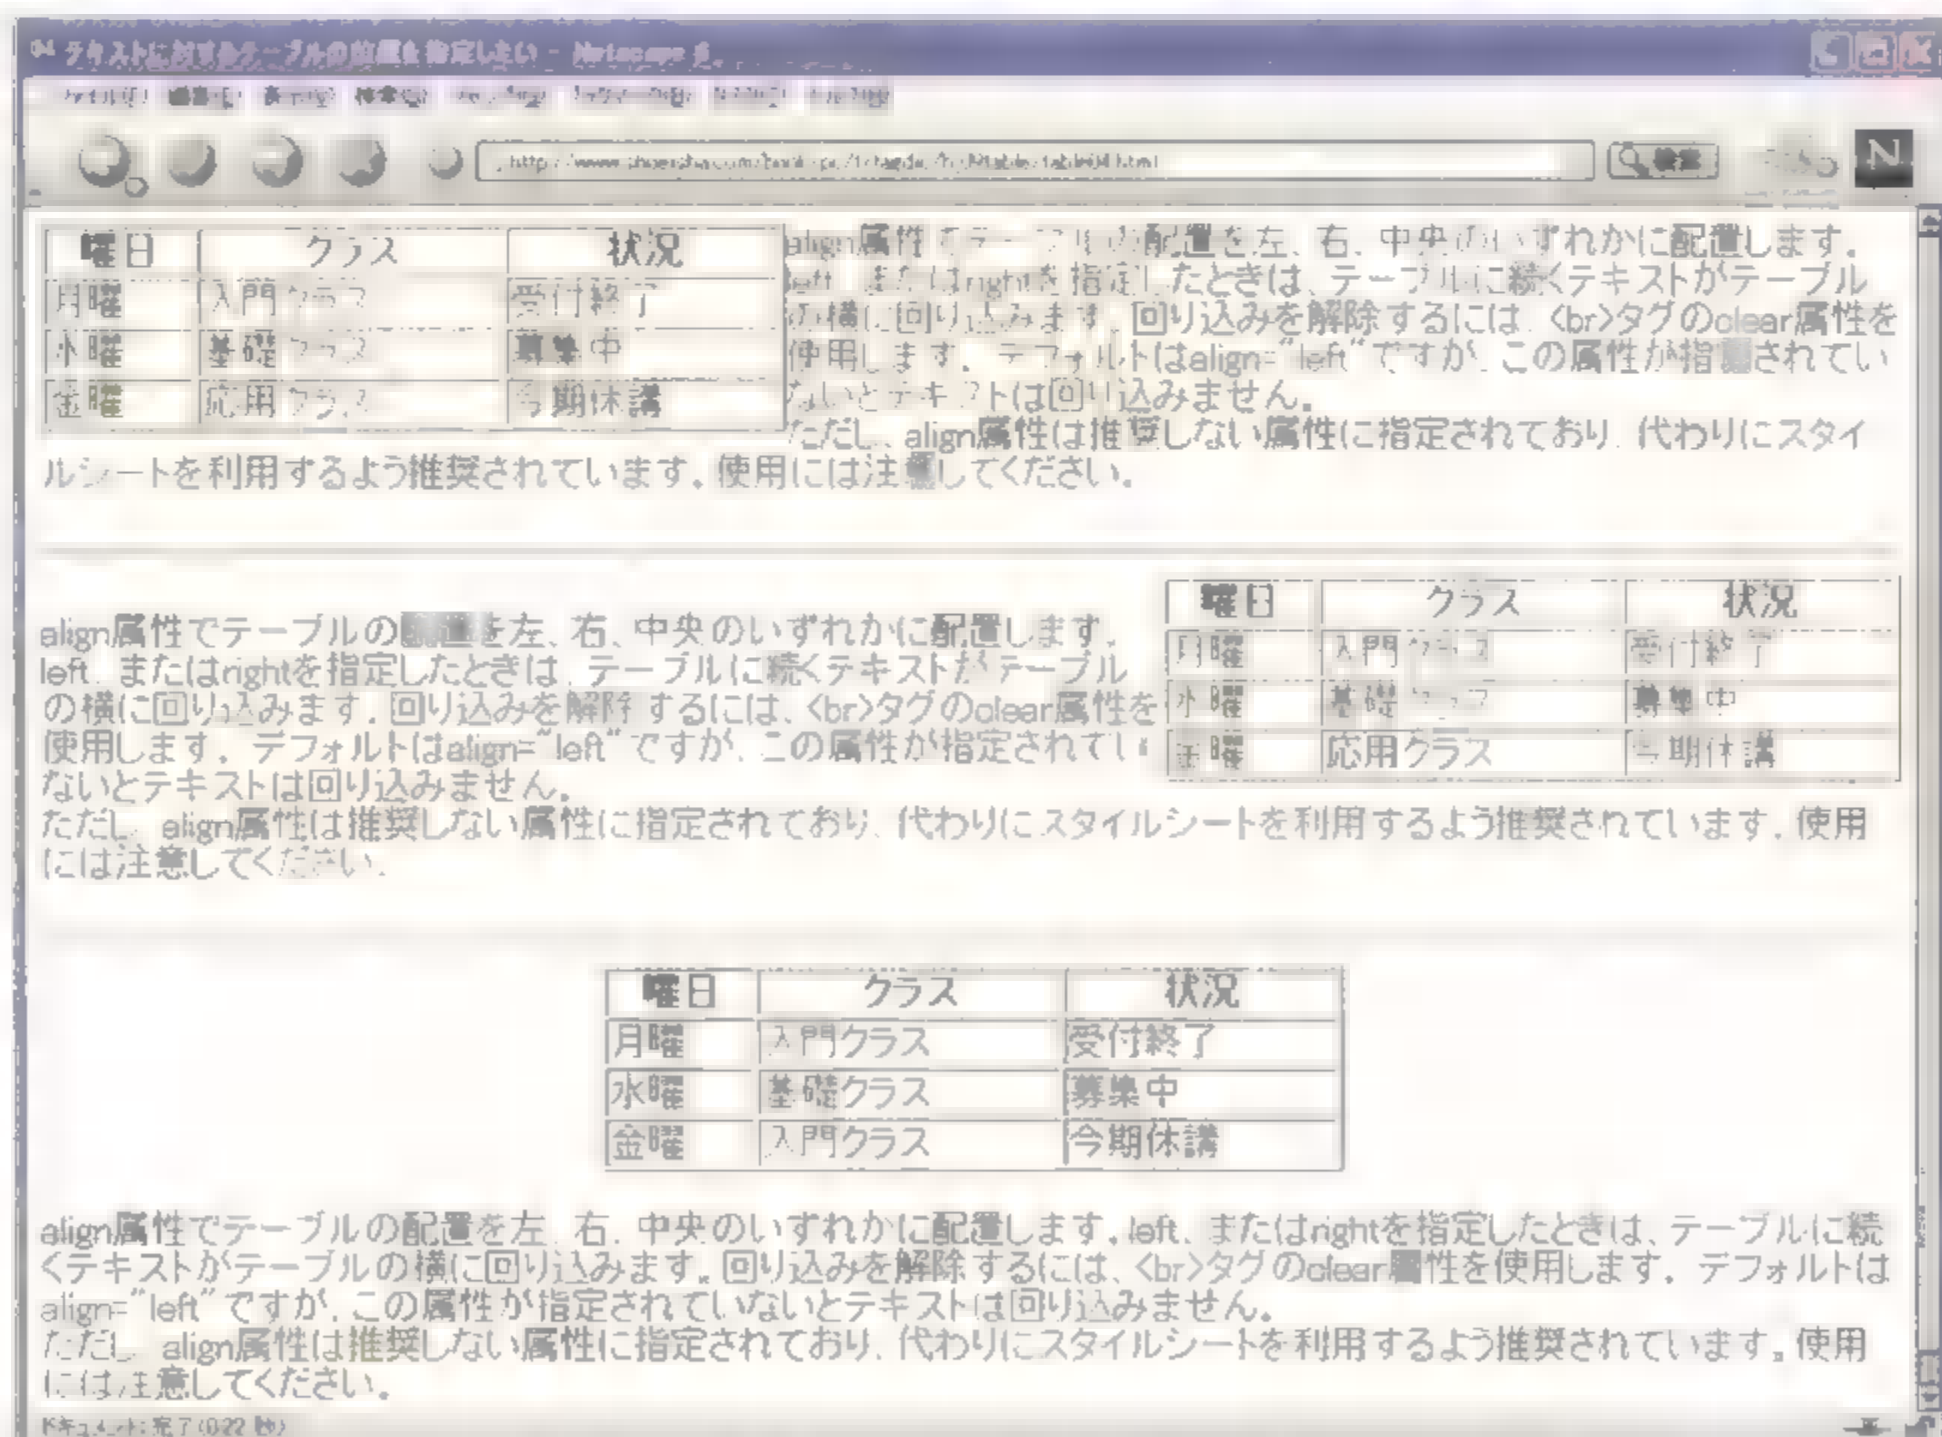 04 テキストに対するテーブルの位置を指定したい - Netscape 6
検索
N
曜日 クラス 状況
月曜 入門クラス 受付終了
水曜 基礎クラス 募集中
金曜 応用クラス 今期休講
align属性でテーブルの配置を左、右、中央のいずれかに配置します。
left、またはrightを指定したときは、テーブルに続くテキストがテーブル
の横に回り込みます。回り込みを解除するには、<br>タグのclear属性を
使用します。デフォルトはalign="left"ですが、この属性が指定されてい
ないとテキストは回り込みません。
ただし、align属性は推奨しない属性に指定されており、代わりにスタイ
ルシートを利用するよう推奨されています。使用には注意してください。
align属性でテーブルの配置を左、右、中央のいずれかに配置します。
left、またはrightを指定したときは、テーブルに続くテキストがテーブル
の横に回り込みます。回り込みを解除するには、<br>タグのclear属性を
使用します。デフォルトはalign="left"ですが、この属性が指定されてい
ないとテキストは回り込みません。
ただし、align属性は推奨しない属性に指定されており、代わりにスタイルシートを利用するよう推奨されています。使用
には注意してください。
曜日 クラス 状況
月曜 入門クラス 受付終了
水曜 基礎クラス 募集中
金曜 応用クラス 今期休講
曜日 クラス 状況
月曜 入門クラス 受付終了
水曜 基礎クラス 募集中
金曜 入門クラス 今期休講
align属性でテーブルの配置を左、右、中央のいずれかに配置します。left、またはrightを指定したときは、テーブルに続
くテキストがテーブルの横に回り込みます。回り込みを解除するには、<br>タグのclear属性を使用します。デフォルトは
align="left"ですが、この属性が指定されていないとテキストは回り込みません。
ただし、align属性は推奨しない属性に指定されており、代わりにスタイルシートを利用するよう推奨されています。使用
には注意してください。
ドキュメント: 完了 (0.22 秒)